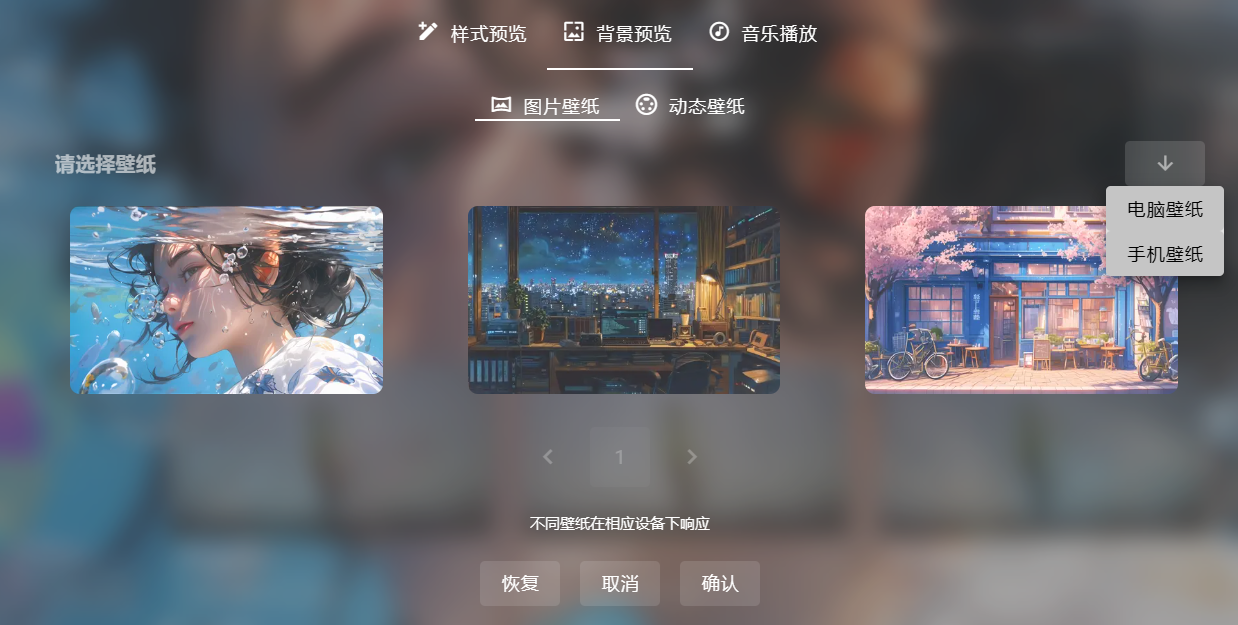 样式预览 背景预览 音乐播放
图片壁纸 动态壁纸
请选择壁纸
电脑壁纸
手机壁纸
1
不同壁纸在相应设备下响应
恢复 取消 确认